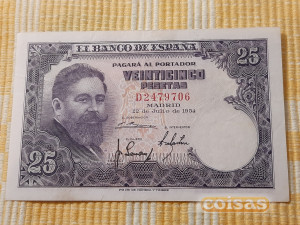 EL BANCO DE ESPAÑA
PAGARÁ AL PORTADOR
25 VEINTICINCO 25
PESETAS
D2479706
MADRID
22 de Julio de 1954
25
coisas